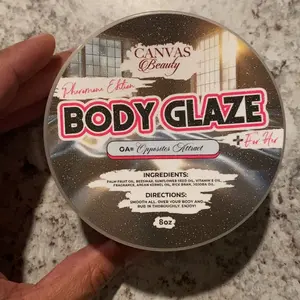 CANVAS
Beauty
Pheromone Edition
BODY GLAZE
+ For Her
OA= Opposites Attract
INGREDIENTS:
PALM FRUIT OIL, BEESWAX, SUNFLOWER SEED OIL, VITAMIN E OIL,
FRAGRANCE, ARGAN KERNEL OIL, RICE BRAN, JOJOBA OIL.
DIRECTIONS:
SMOOTH ALL OVER YOUR BODY AND
RUB IN THOROUGHLY. ENJOY!
8oz